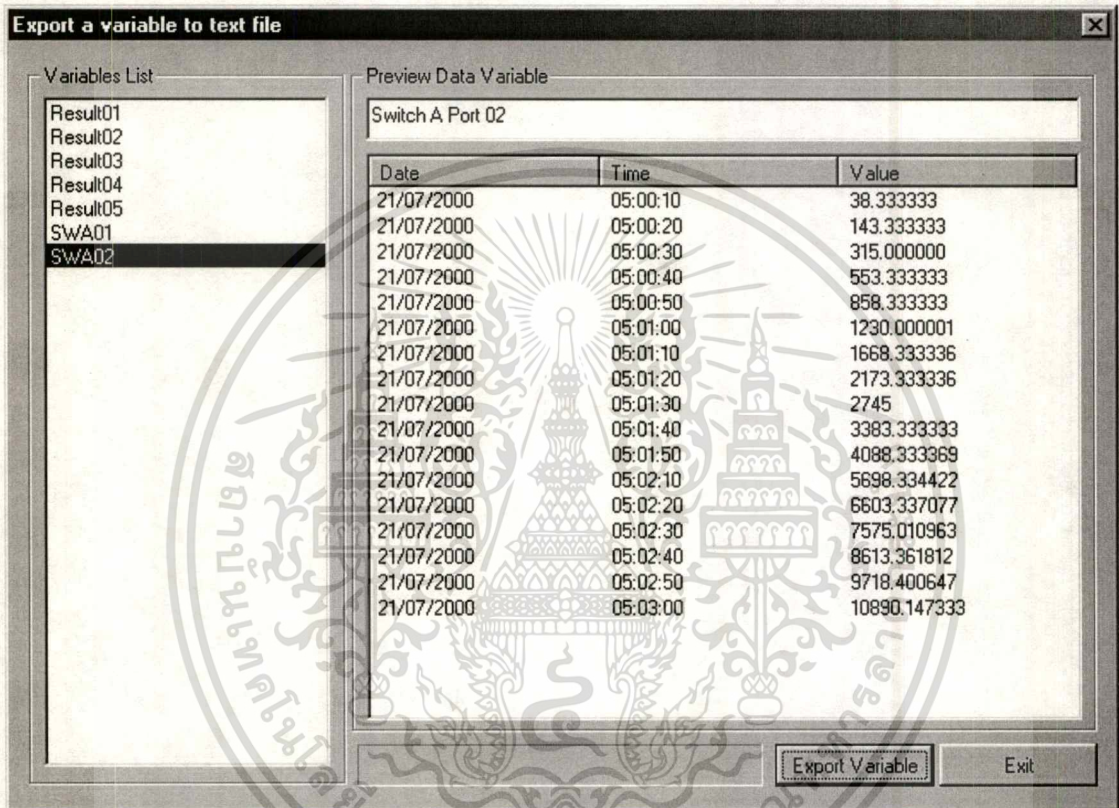 Export a variable to text file
Variables List
Result01
Result02
Result03
Result04
Result05
SWA01
SWA02
Preview Data Variable
Switch A Port 02
Date Time Value
21/07/2000 05:00:10 38.333333
21/07/2000 05:00:20 143.333333
21/07/2000 05:00:30 315.000000
21/07/2000 05:00:40 553.333333
21/07/2000 05:00:50 858.333333
21/07/2000 05:01:00 1230.000001
21/07/2000 05:01:10 1668.333336
21/07/2000 05:01:20 2173.333336
21/07/2000 05:01:30 2745
21/07/2000 05:01:40 3383.333333
21/07/2000 05:01:50 4088.333369
21/07/2000 05:02:10 5698.334422
21/07/2000 05:02:20 6603.337077
21/07/2000 05:02:30 7575.010963
21/07/2000 05:02:40 8613.361812
21/07/2000 05:02:50 9718.400647
21/07/2000 05:03:00 10890.147333
Export Variable
Exit